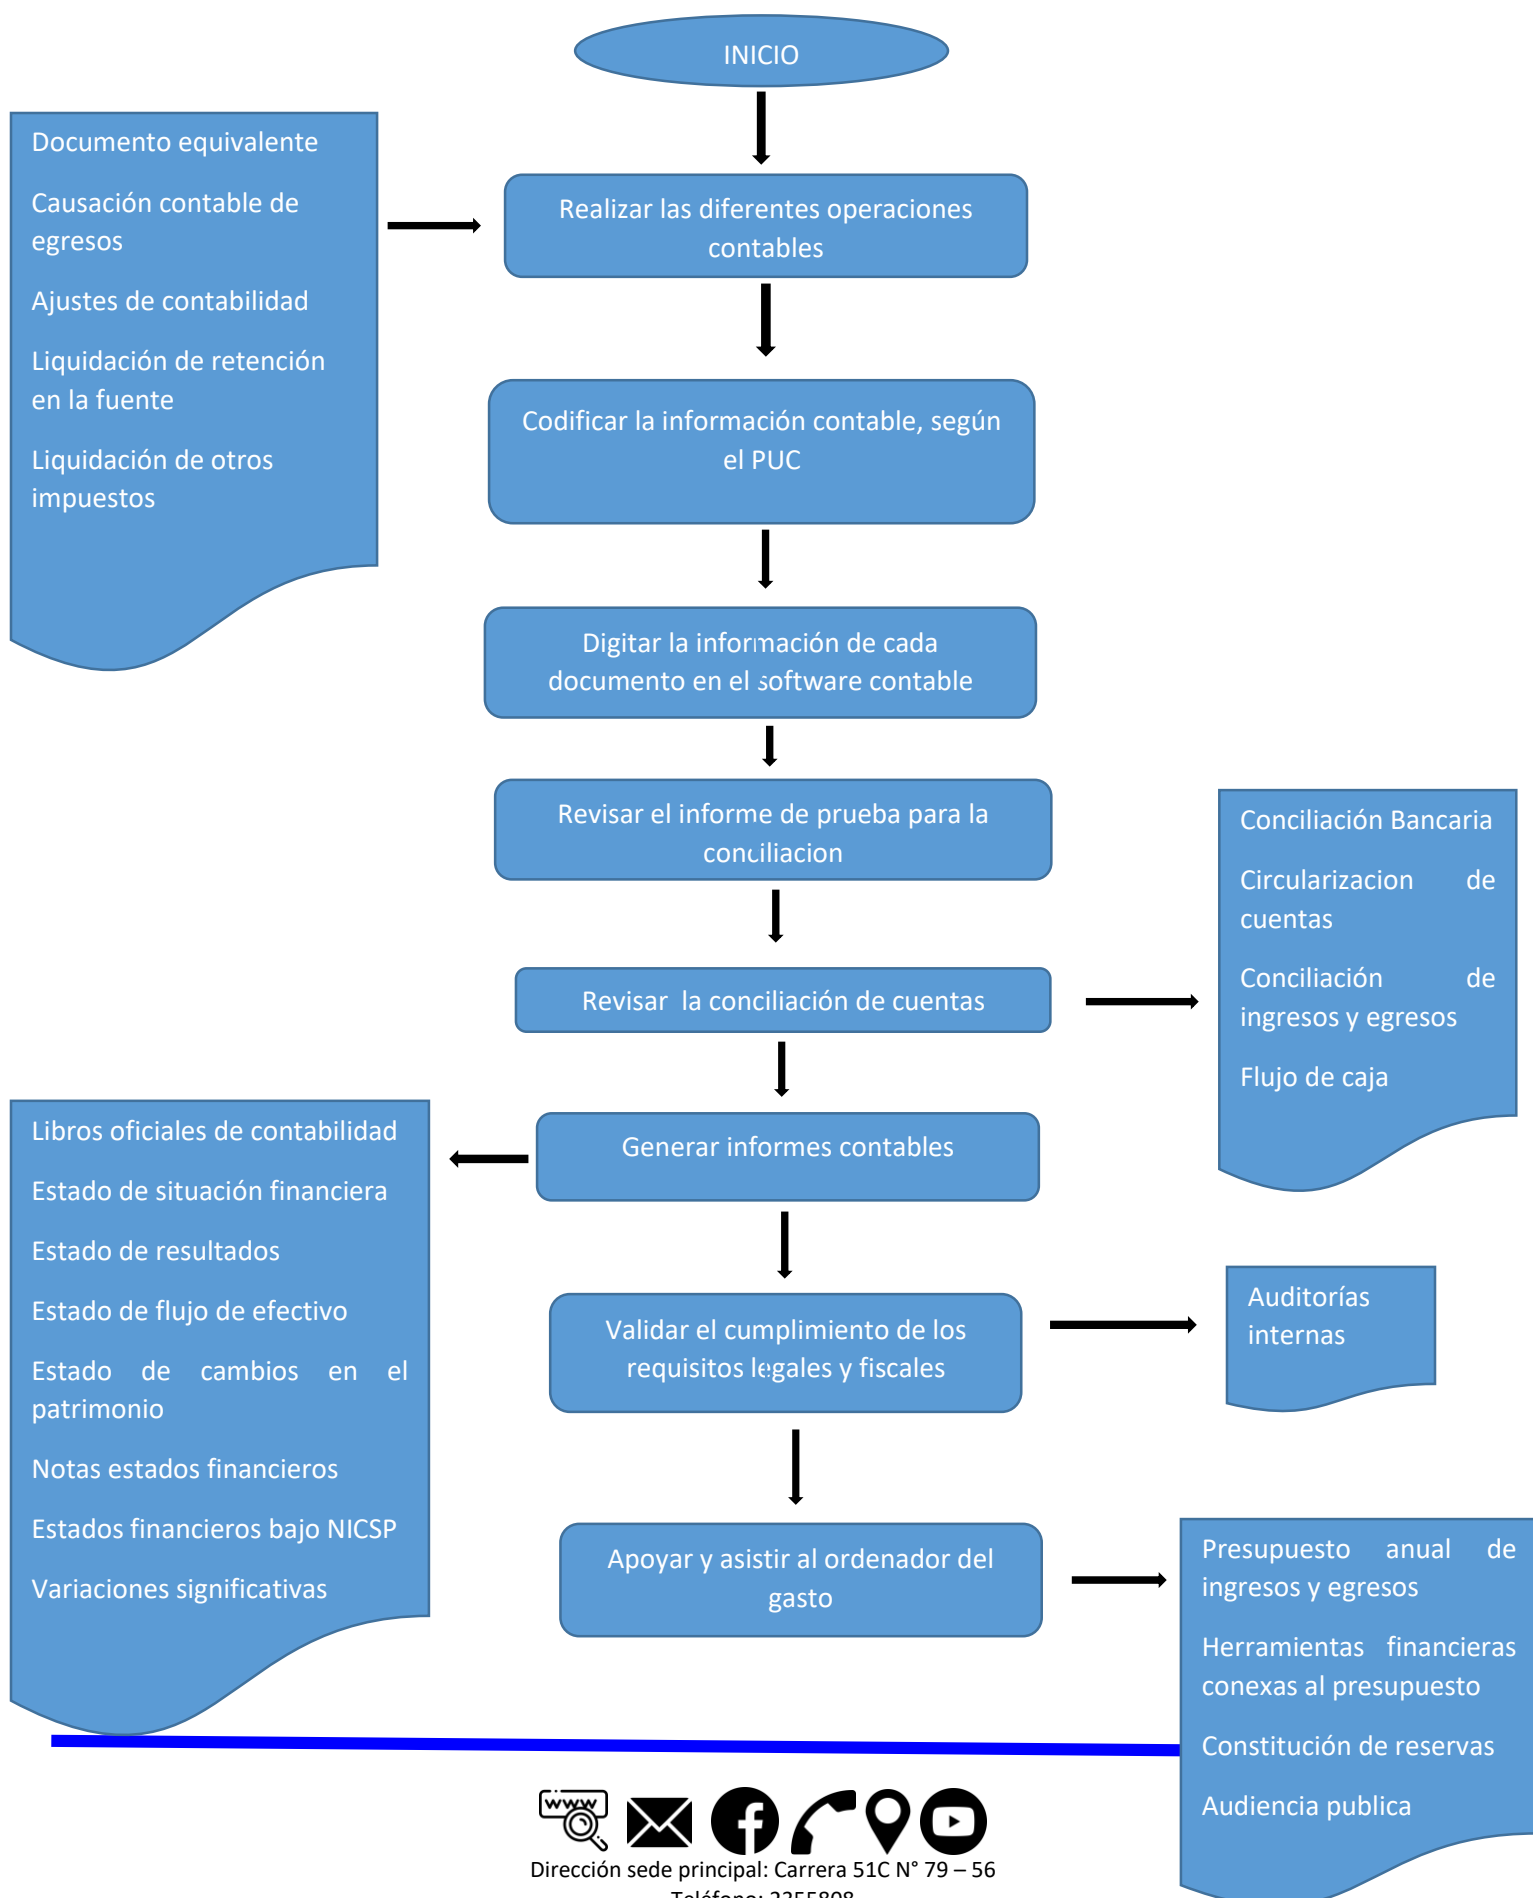 INICIO
Documento equivalente
Causación contable de
egresos
Ajustes de contabilidad
Liquidación de retención
en la fuente
Liquidación de otros
impuestos
Realizar las diferentes operaciones
contables
Codificar la información contable, según
el PUC
Digitar la información de cada
documento en el software contable
Revisar el informe de prueba para la
conciliacion
Revisar la conciliación de cuentas
Conciliación Bancaria
Circularizacion de
cuentas
Conciliación de
ingresos y egresos
Flujo de caja
Generar informes contables
Libros oficiales de contabilidad
Estado de situación financiera
Estado de resultados
Estado de flujo de efectivo
Estado de cambios en el
patrimonio
Notas estados financieros
Estados financieros bajo NICSP
Variaciones significativas
Validar el cumplimiento de los
requisitos legales y fiscales
Auditorías
internas
Apoyar y asistir al ordenador del
gasto
Presupuesto anual de
ingresos y egresos
Herramientas financieras
conexas al presupuesto
Constitución de reservas
Audiencia publica
www
Dirección sede principal: Carrera 51C N° 79 – 56
Teléfono: 2355808